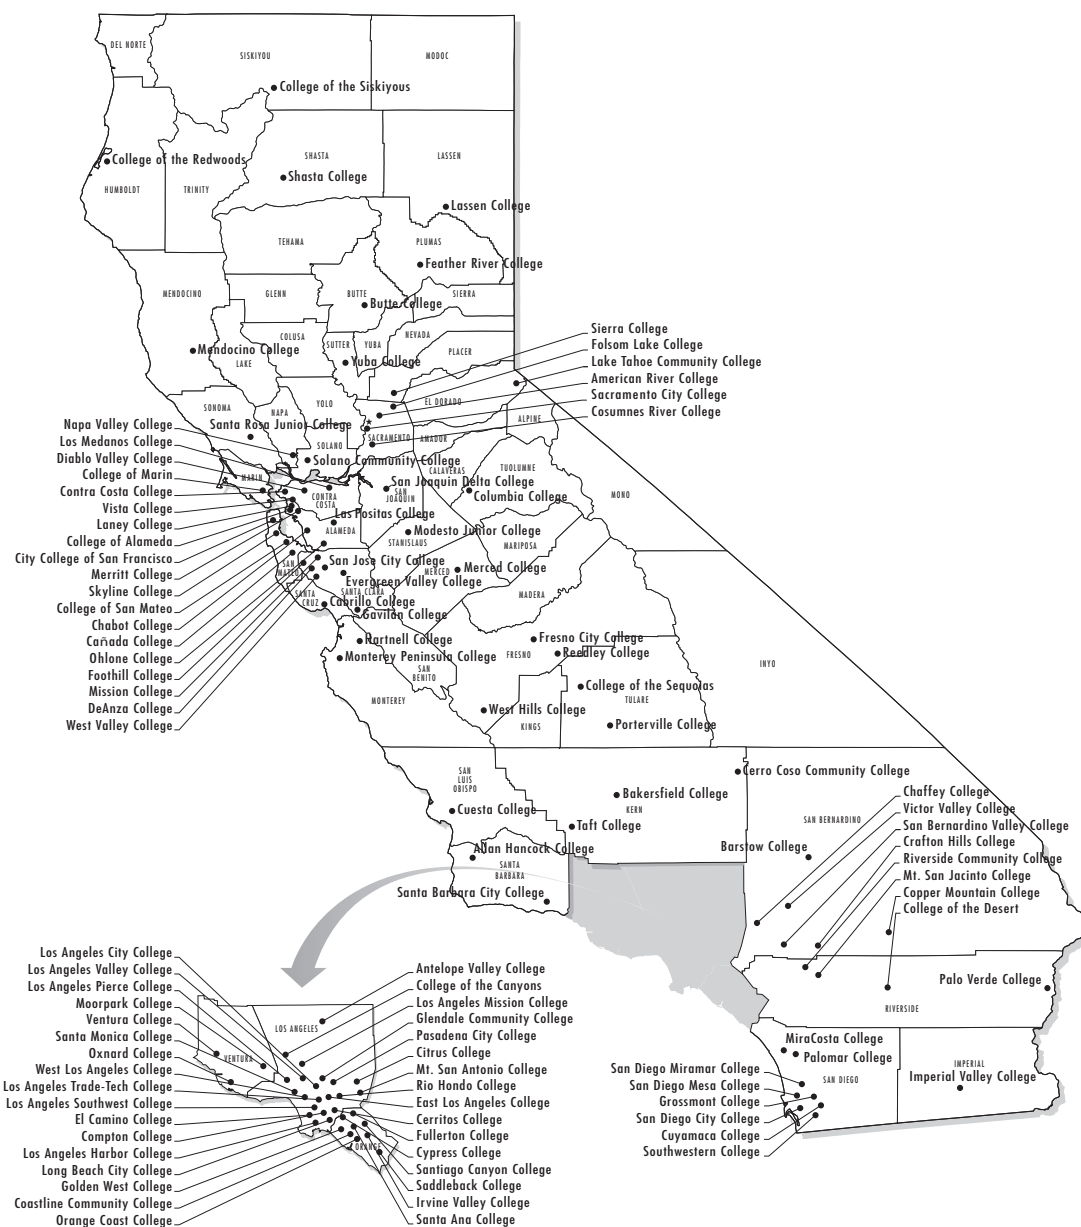 DEL NORTE
SISKIYOU
MODOC
College of the Siskiyous
College of the Redwoods
SHASTA
LASSEN
Shasta College
HUMBOLDT
TRINITY
Lassen College
TEHAMA
PLUMAS
Feather River College
MENDOCINO
GLENN
BUTTE
SIERRA
Butte College
COLUSA
SUTTER
YUBA
NEVADA
PLACER
Mendocino College
LAKE
Yuba College
Sierra College
Folsom Lake College
Lake Tahoe Community College
American River College
Sacramento City College
Cosumnes River College
SONOMA
NAPA
YOLO
EL DORADO
ALPINE
Santa Rosa Junior College
SOLANO
SACRAMENTO
AMADOR
Solano Community College
CALAVERAS
TUOLUMNE
MONO
MARIN
San Joaquin Delta College
SAN
JOAQUIN
Columbia College
CONTRA
COSTA
Las Positas College
ALAMEDA
STANISLAUS
Modesto Junior College
MARIPOSA
Napa Valley College
Los Medanos College
Diablo Valley College
College of Marin
Contra Costa College
Vista College
Laney College
College of Alameda
City College of San Francisco
Merritt College
Skyline College
College of San Mateo
Chabot College
Cañada College
Ohlone College
Foothill College
Mission College
DeAnza College
West Valley College
SAN
MATEO
San Jose City College
MERCED
Merced College
Evergreen Valley College
SANTA CLARA
SANTA
CRUZ
Cabrillo College
Gavilan College
MADERA
Hartnell College
Fresno City College
Monterey Peninsula College
FRESNO
Reedley College
SAN
BENITO
INYO
MONTEREY
College of the Sequoias
TULARE
West Hills College
KINGS
Porterville College
SAN
LUIS
OBISPO
Cerro Coso Community College
Bakersfield College
KERN
Cuesta College
Taft College
SAN BERNARDINO
Barstow College
Allan Hancock College
SANTA
BARBARA
Santa Barbara City College
Chaffey College
Victor Valley College
San Bernardino Valley College
Crafton Hills College
Riverside Community College
Mt. San Jacinto College
Copper Mountain College
College of the Desert
Palo Verde College
RIVERSIDE
MiraCosta College
Palomar College
SAN DIEGO
IMPERIAL
Imperial Valley College
San Diego Miramar College
San Diego Mesa College
Grossmont College
San Diego City College
Cuyamaca College
Southwestern College
Los Angeles City College
Los Angeles Valley College
Los Angeles Pierce College
Moorpark College
Ventura College
Santa Monica College
Oxnard College
West Los Angeles College
Los Angeles Trade-Tech College
Los Angeles Southwest College
El Camino College
Compton College
Los Angeles Harbor College
Long Beach City College
Golden West College
Coastline Community College
Orange Coast College
LOS ANGELES
VENTURA
ORANGE
Antelope Valley College
College of the Canyons
Los Angeles Mission College
Glendale Community College
Pasadena City College
Citrus College
Mt. San Antonio College
Rio Hondo College
East Los Angeles College
Cerritos College
Fullerton College
Cypress College
Santiago Canyon College
Saddleback College
Irvine Valley College
Santa Ana College